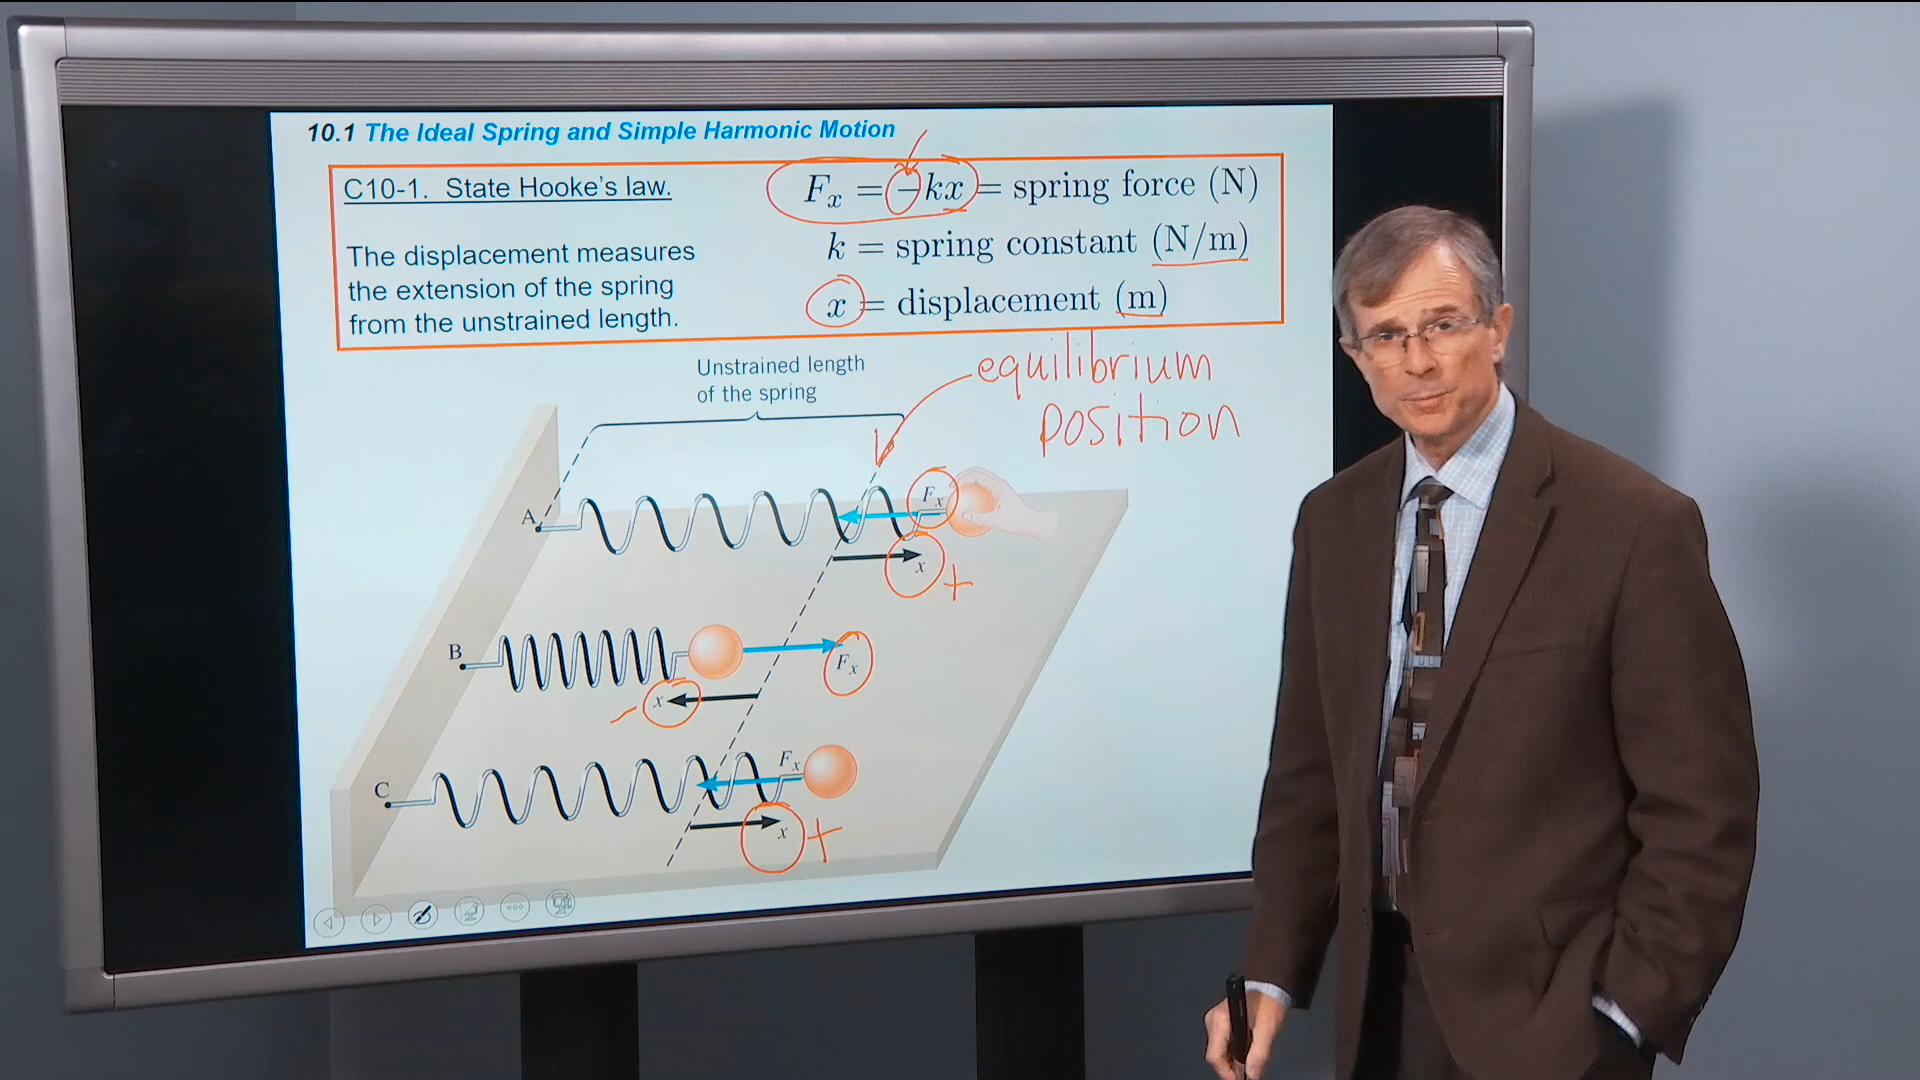 10.1 The Ideal Spring and Simple Harmonic Motion
C10-1. State Hooke's law.
The displacement measures
the extension of the spring
from the unstrained length.
Fₓ = −kx = spring force (N)
k = spring constant (N/m)
x = displacement (m)
Unstrained length
of the spring
equilibrium
position
A
Fₓ
x
+
B
Fₓ
x
−
C
Fₓ
x
+